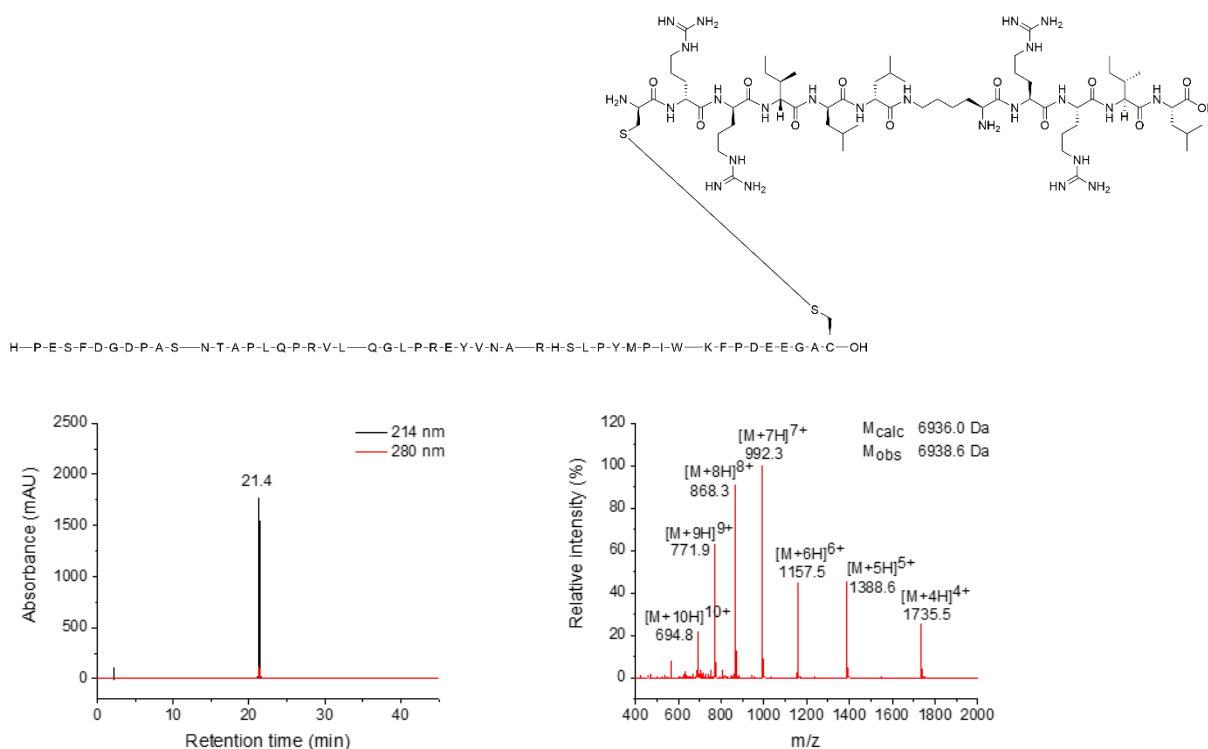 HN NH2 HN NH2
NH NH
O H N O H N O H N O H N O H N O H N O
H2N N H O N H O N H O N H O N H O OH
S NH2
NH NH
HN NH2 HN NH2
S
H—P-E-S-F-D-G-D-P-A-S—N-T-A-P-L-Q-P-R-V-L—Q-G-L-P-R-E-Y-V-N-A—R-H-S-L-P-Y-M-P-I-W—K-F-P-D-E-E-G-A-C—OH
2500
2000
1500
1000
500
0
Absorbance (mAU)
21.4
214 nm
280 nm
0 10 20 30 40
Retention time (min)
120
100
80
60
40
20
0
Relative intensity (%)
Mcalc 6936.0 Da
Mobs 6938.6 Da
[M+7H]7+
992.3
[M+8H]8+
868.3
[M+9H]9+
771.9
[M+6H]6+
1157.5
[M+5H]5+
1388.6
[M+4H]4+
1735.5
[M+10H]10+
694.8
400 600 800 1000 1200 1400 1600 1800 2000
m/z